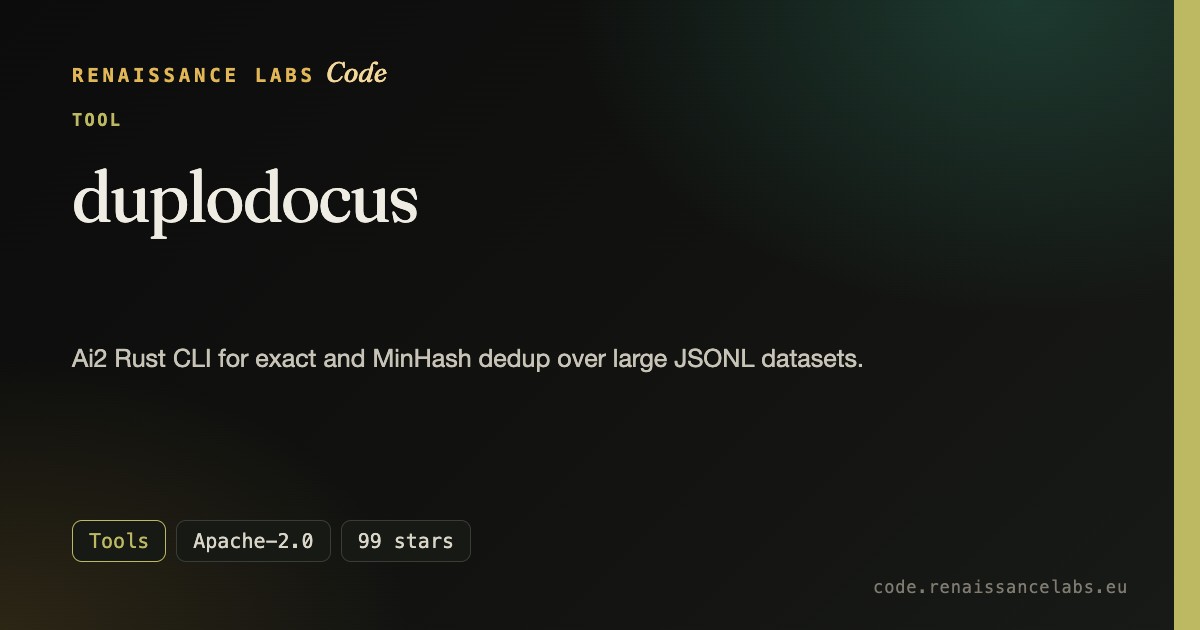 RENAISSANCE LABS Code
TOOL
duplodocus
Ai2 Rust CLI for exact and MinHash dedup over large JSONL datasets.
Tools Apache-2.0 99 stars
code.renaissancelabs.eu